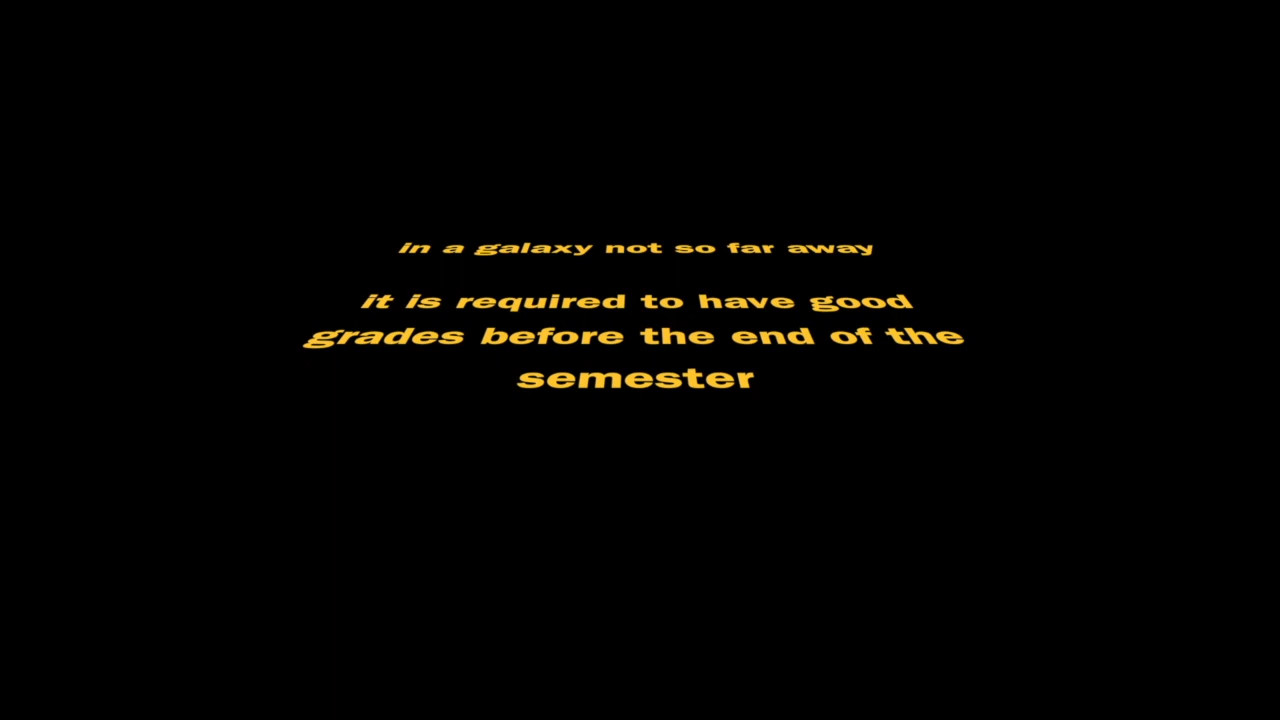 in a galaxy not so far away
it is required to have good
grades before the end of the
semester